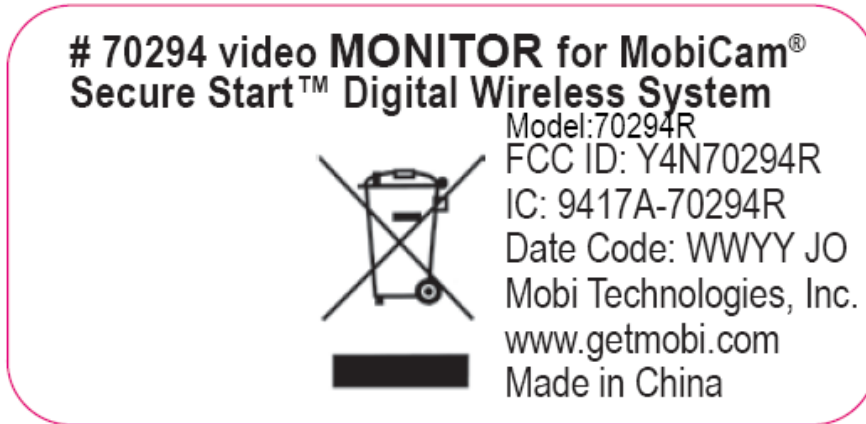 # 70294 video MONITOR for MobiCam®
Secure Start™ Digital Wireless System
Model:70294R
FCC ID: Y4N70294R
IC: 9417A-70294R
Date Code: WWYY JO
Mobi Technologies, Inc.
www.getmobi.com
Made in China